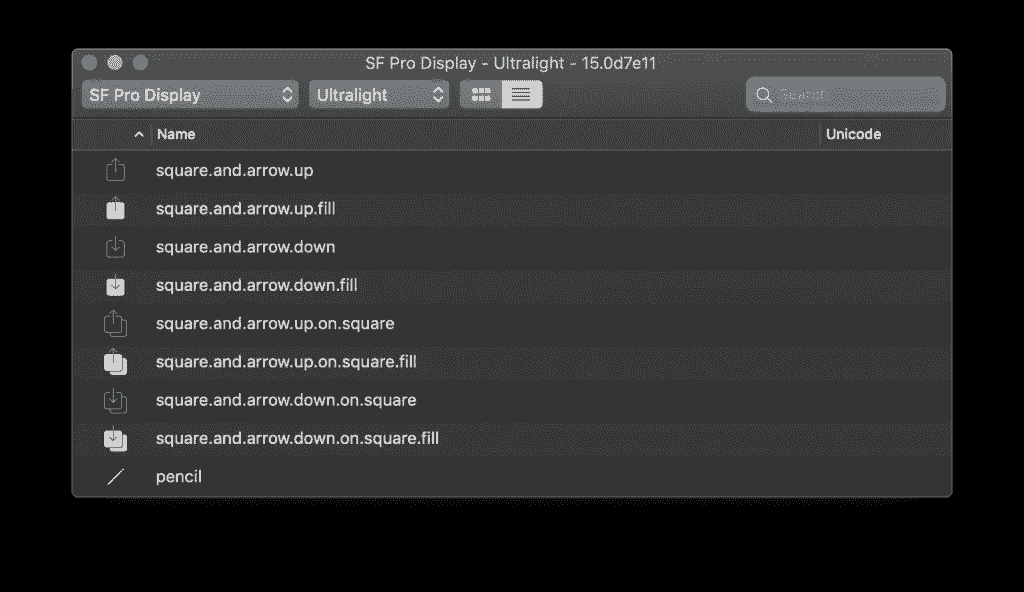 SF Pro Display - Ultralight - 15.0d7e11
SF Pro Display Ultralight Search
Name Unicode
square.and.arrow.up
square.and.arrow.up.fill
square.and.arrow.down
square.and.arrow.down.fill
square.and.arrow.up.on.square
square.and.arrow.up.on.square.fill
square.and.arrow.down.on.square
square.and.arrow.down.on.square.fill
pencil